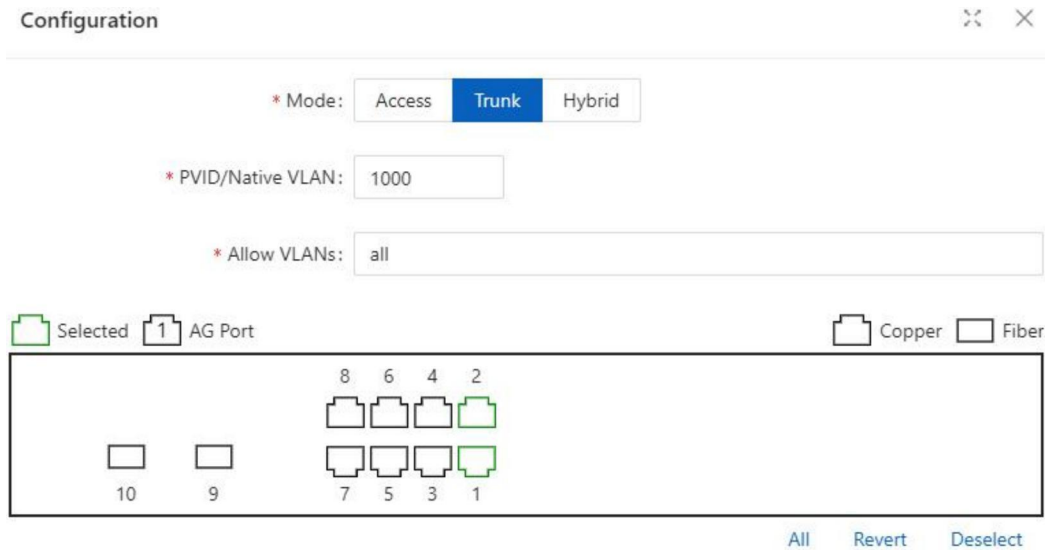 Configuration
* Mode: Access Trunk Hybrid
* PVID/Native VLAN: 1000
* Allow VLANs: all
Selected 1 AG Port Copper Fiber
8 6 4 2
10 9 7 5 3 1
All Revert Deselect